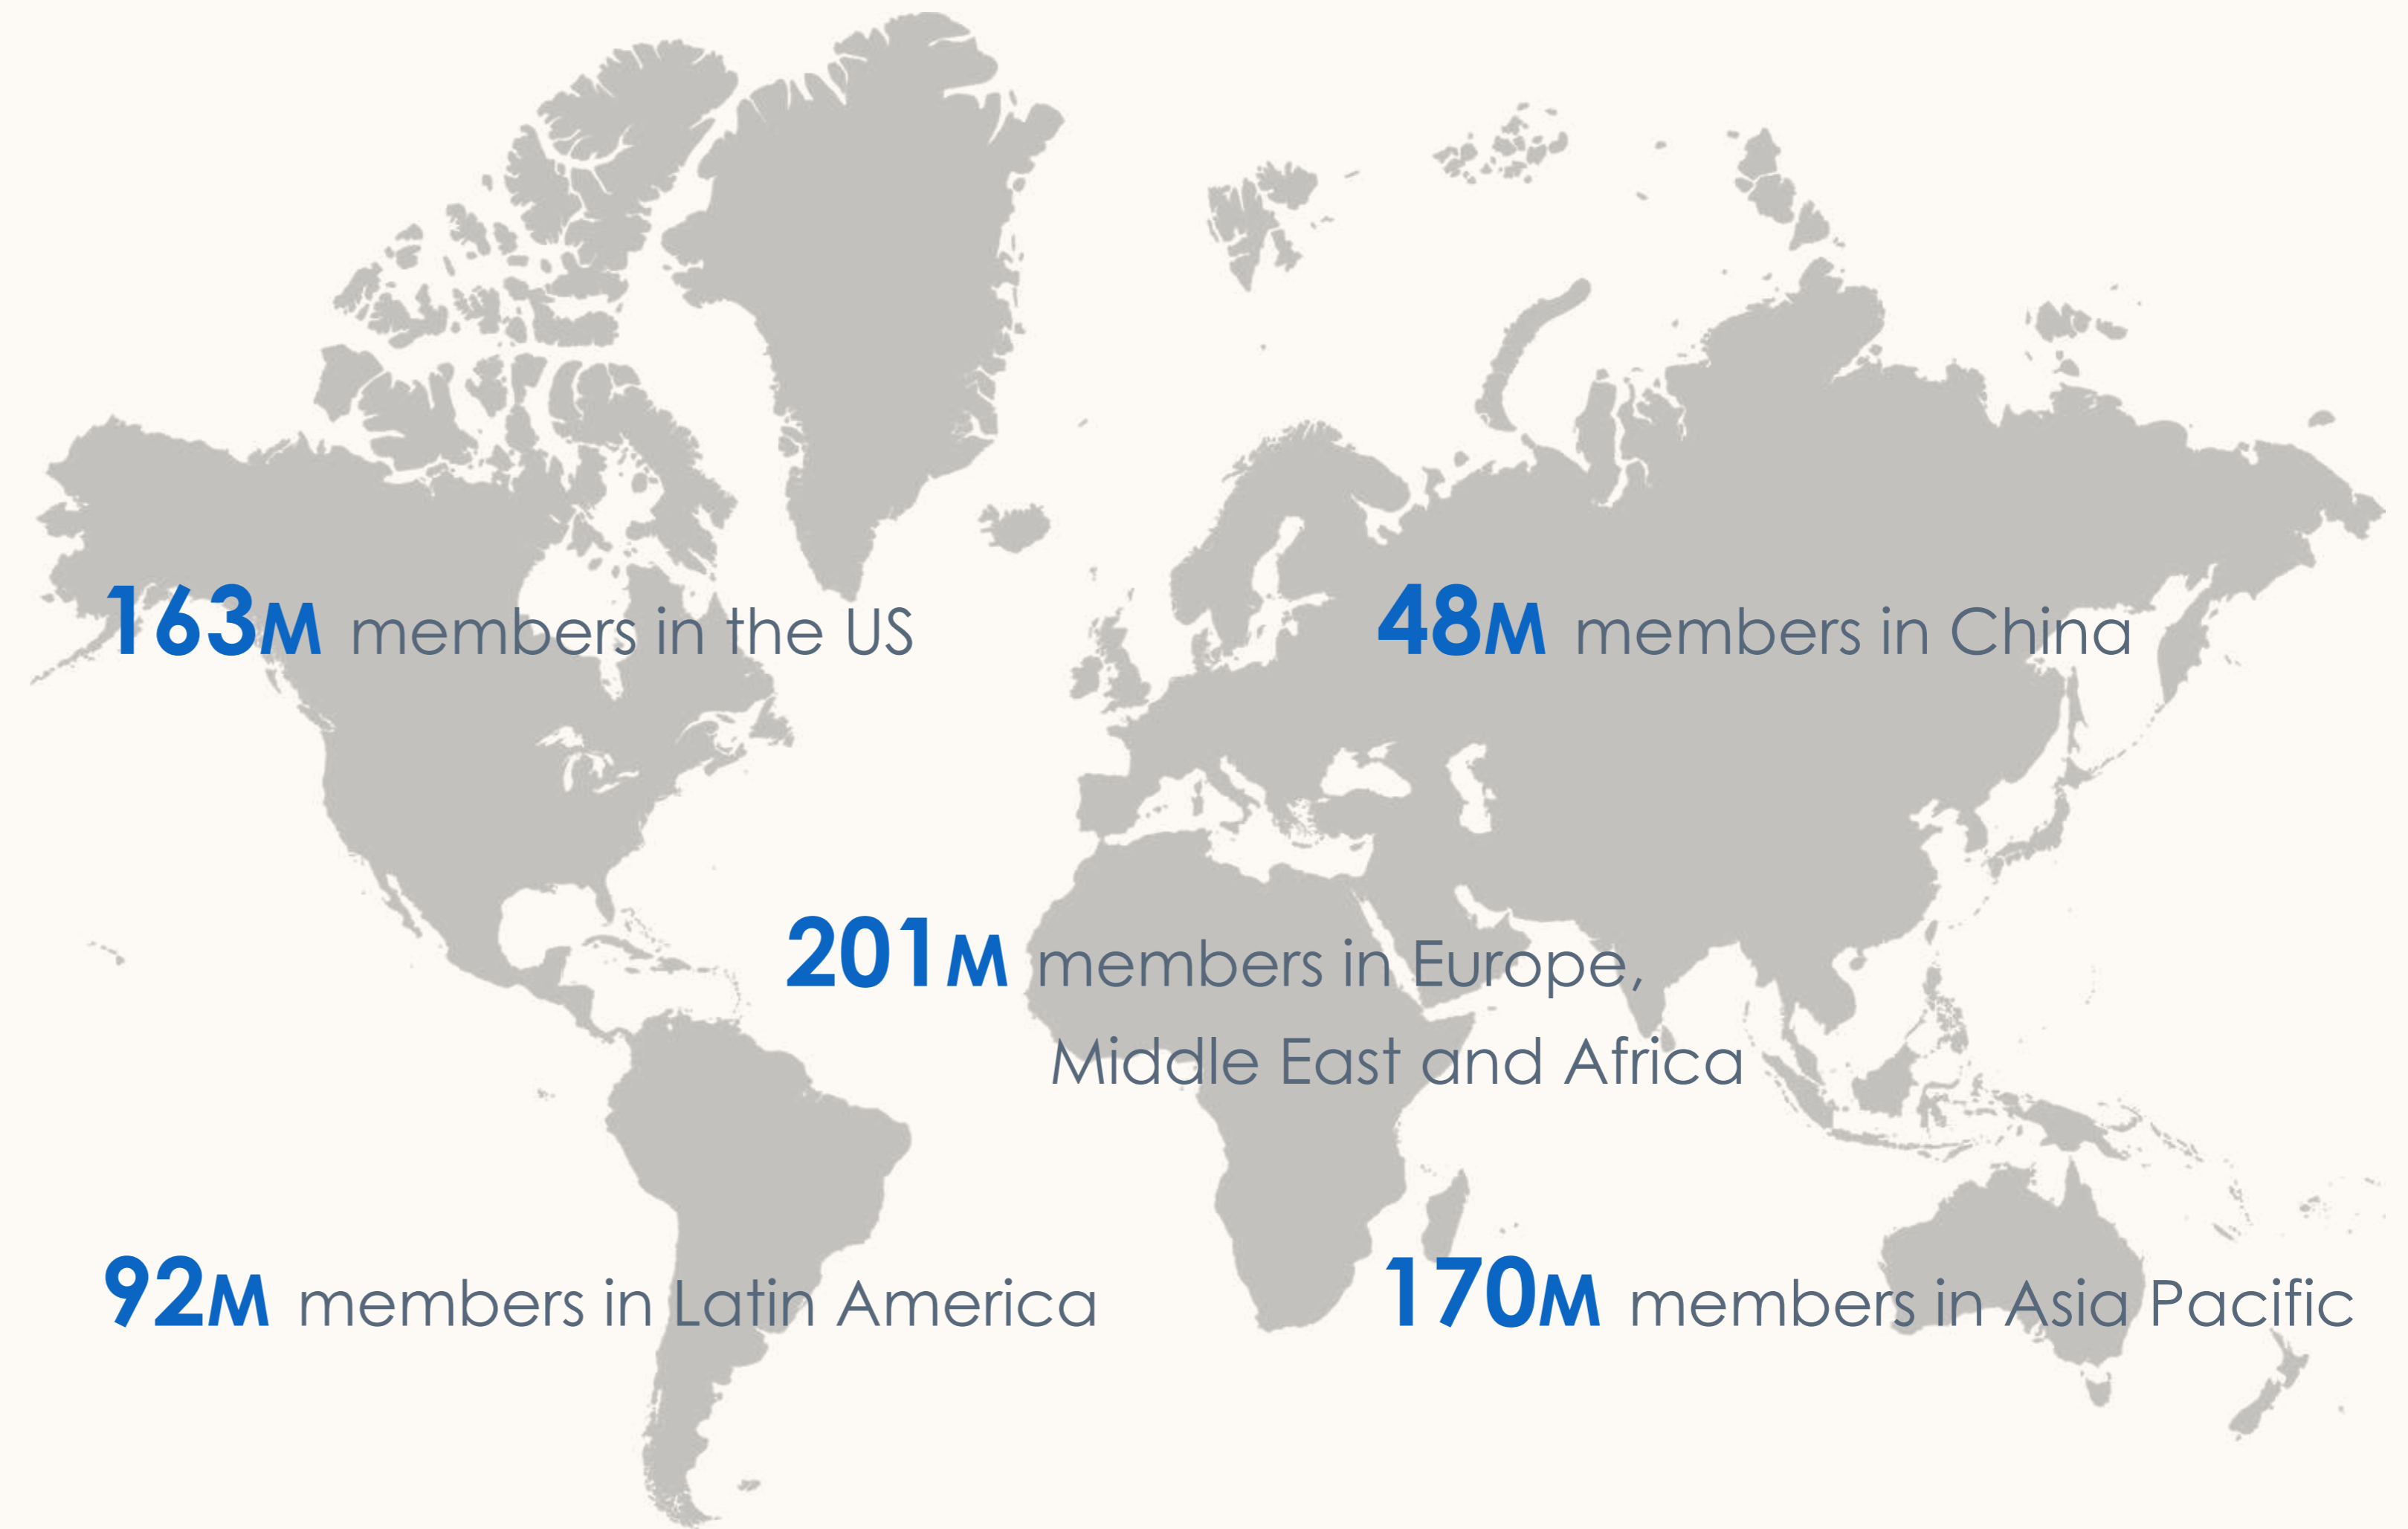 163M members in the US
48M members in China
201M members in Europe,
Middle East and Africa
92M members in Latin America
170M members in Asia Pacific